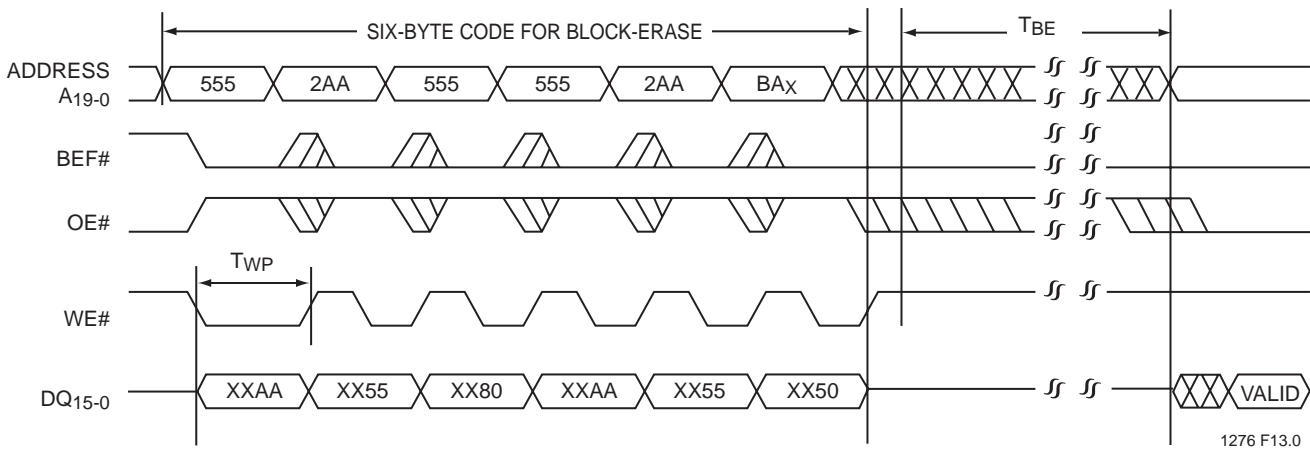 SIX-BYTE CODE FOR BLOCK-ERASE
TBE
ADDRESS
A19-0
555
2AA
555
555
2AA
BAX
BEF#
OE#
TWP
WE#
DQ15-0
XXAA
XX55
XX80
XXAA
XX55
XX50
VALID
1276 F13.0